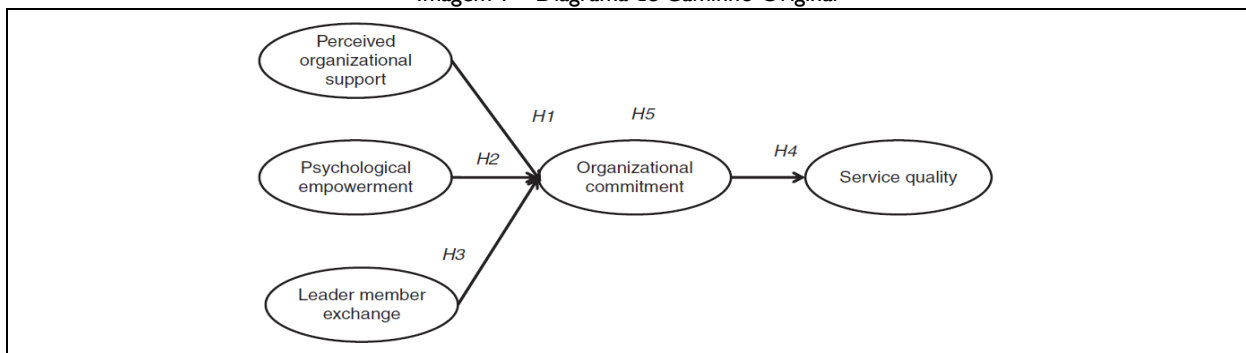 Perceived
organizational
support
H1
H5
Psychological
empowerment
H2
Organizational
commitment
H4
Service quality
H3
Leader member
exchange